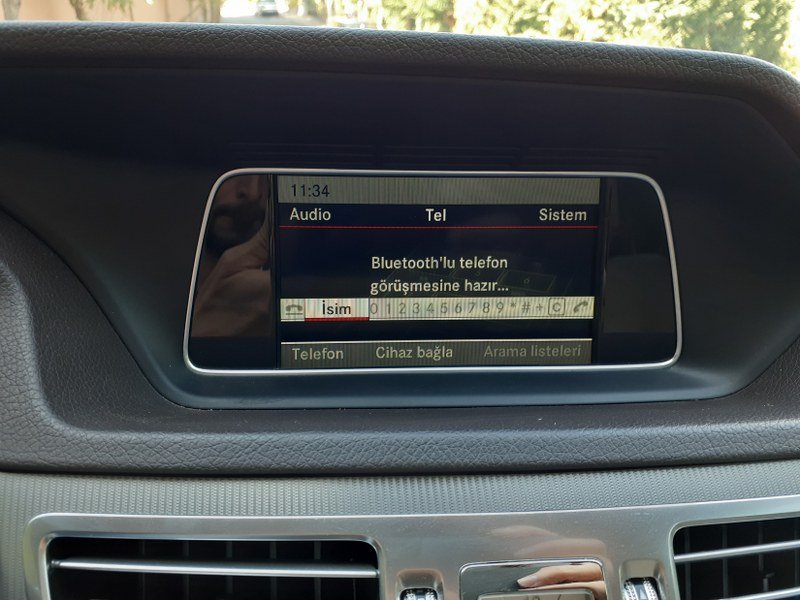 11:34
Audio Tel Sistem
Bluetooth'lu telefon
görüşmesine hazır...
İsim 0 1 2 3 4 5 6 7 8 9 * # + C
Telefon Cihaz bağla Arama listeleri